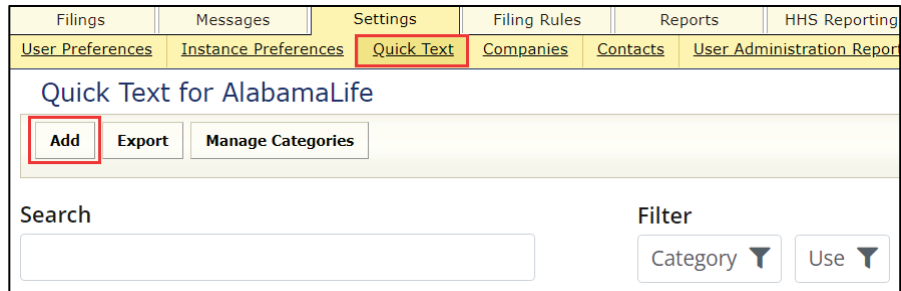 Filings Messages Settings Filing Rules Reports HHS Reporting
User Preferences Instance Preferences Quick Text Companies Contacts User Administration Report
Quick Text for AlabamaLife
Add Export Manage Categories
Search Filter
Category Use